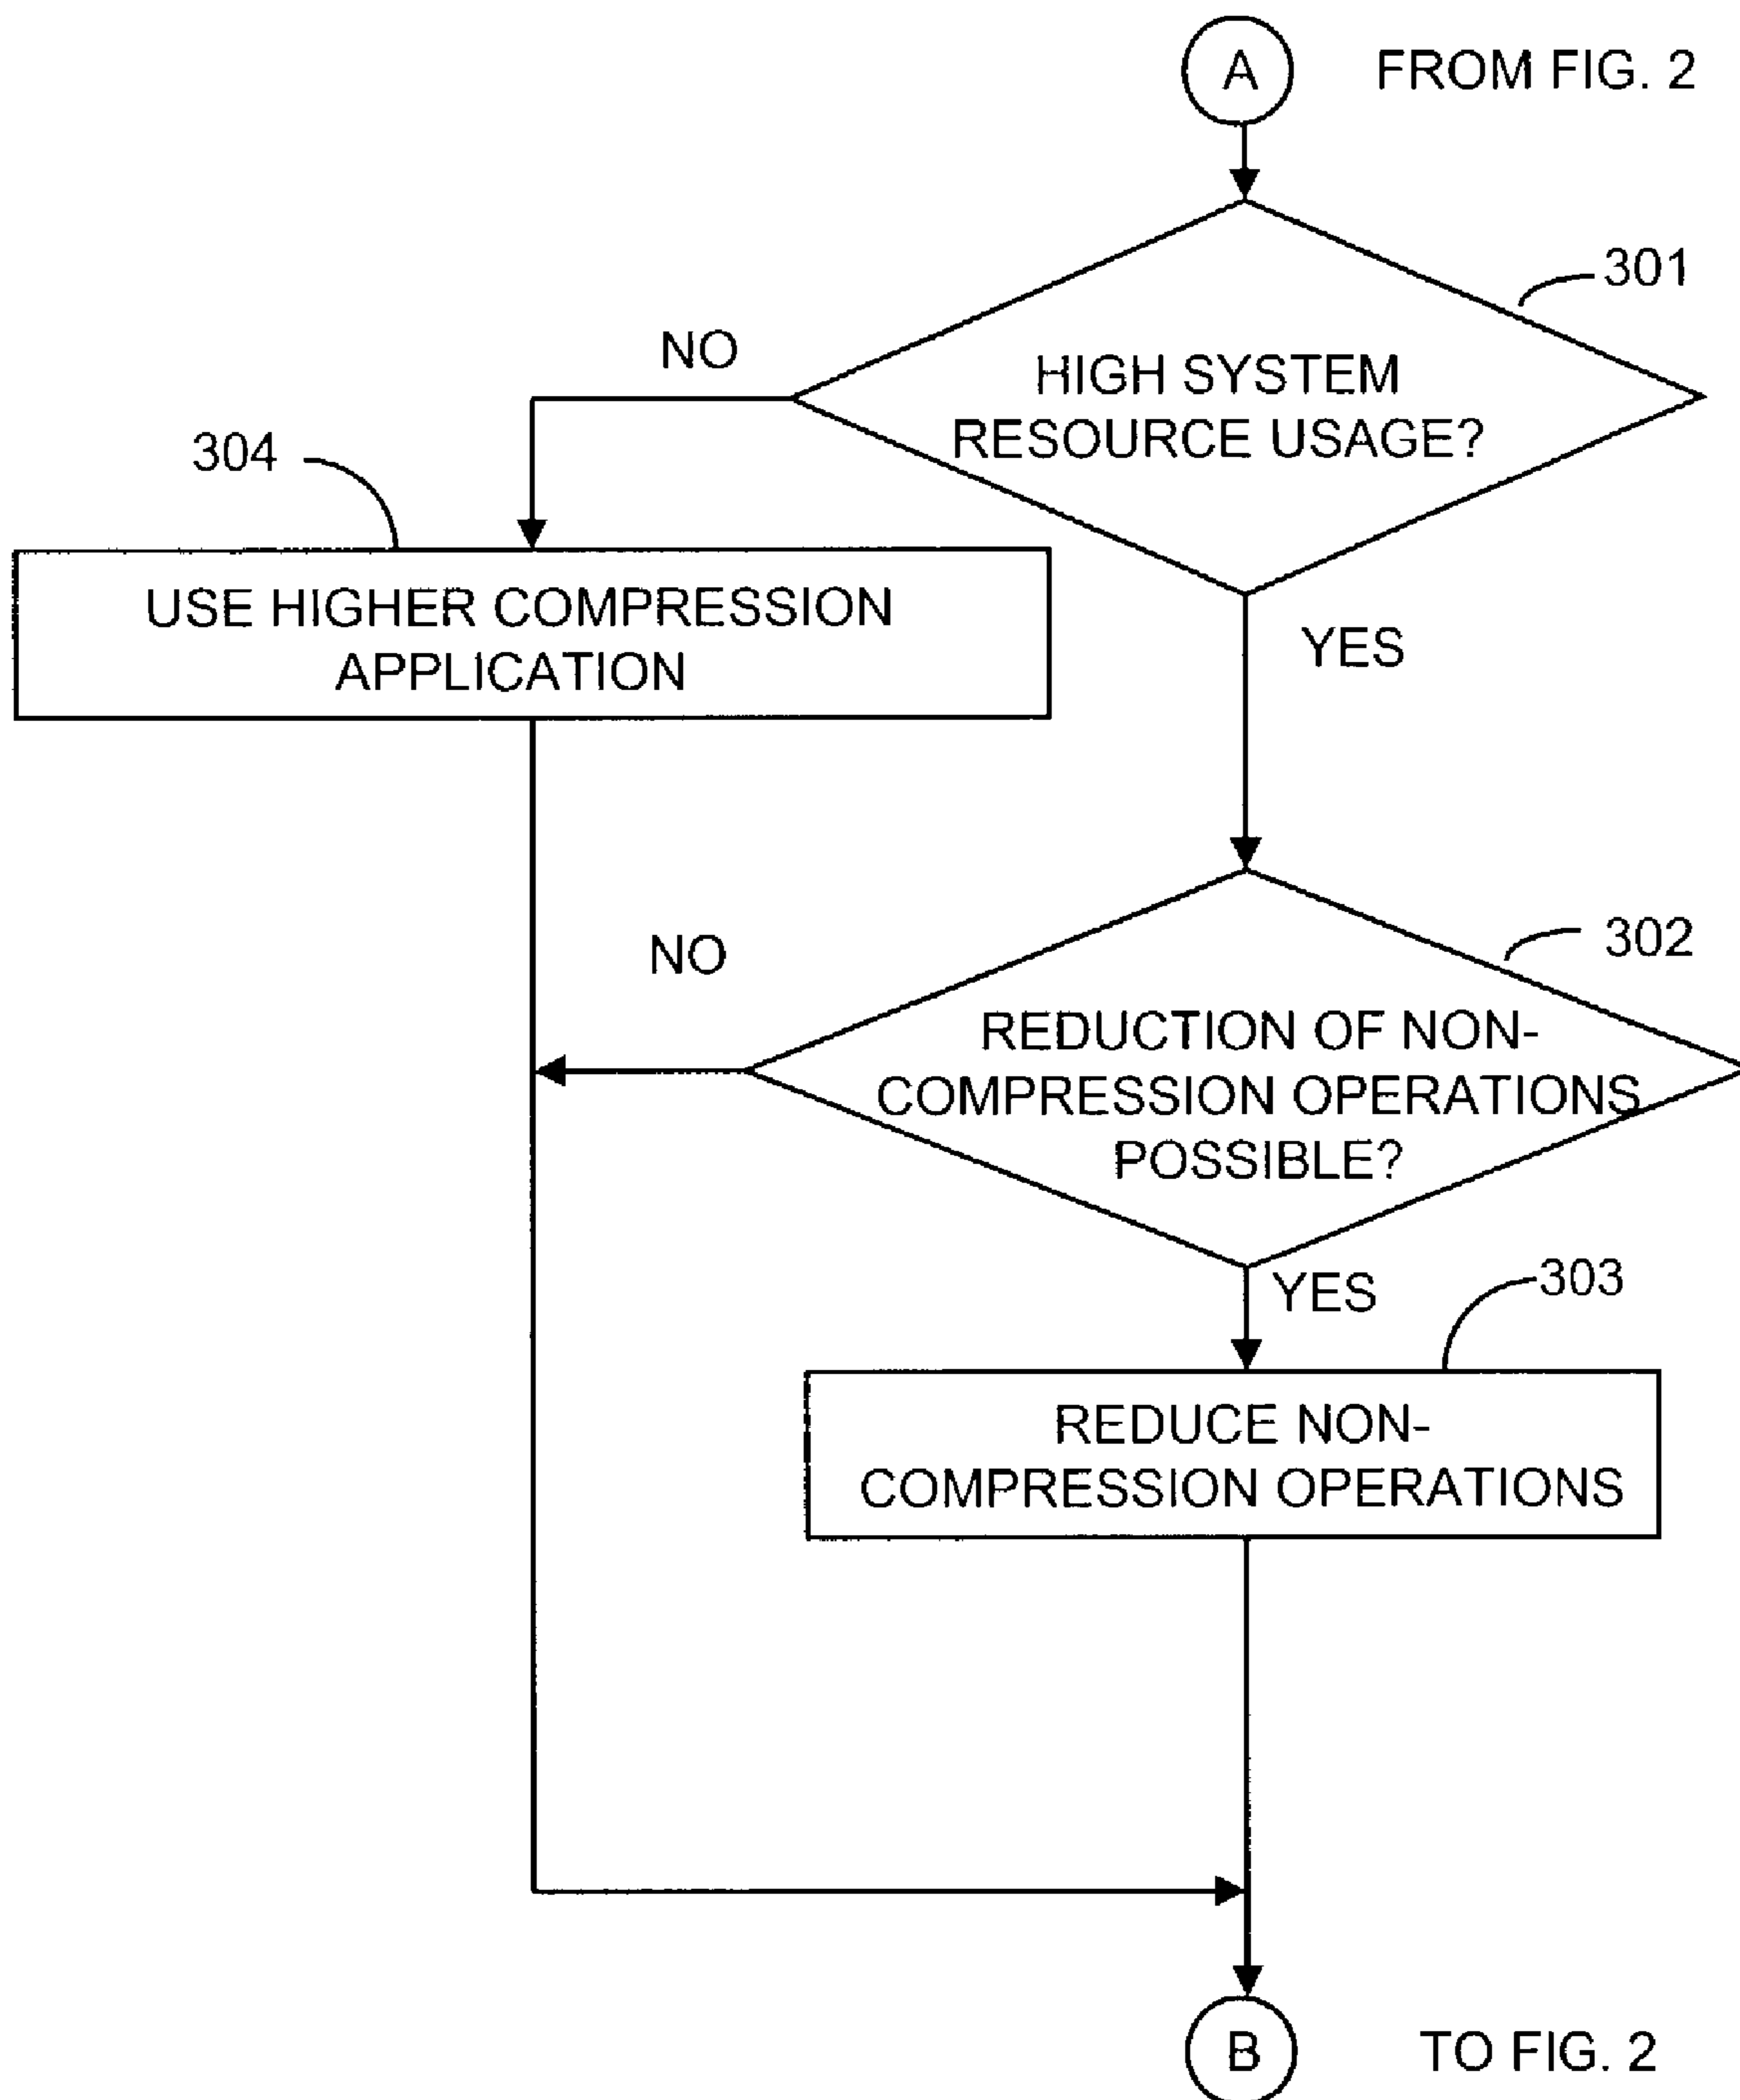 A
FROM FIG. 2
301
NO
HIGH SYSTEM
RESOURCE USAGE?
304
USE HIGHER COMPRESSION
APPLICATION
YES
302
NO
REDUCTION OF NON-
COMPRESSION OPERATIONS
POSSIBLE?
YES
303
REDUCE NON-
COMPRESSION OPERATIONS
B
TO FIG. 2